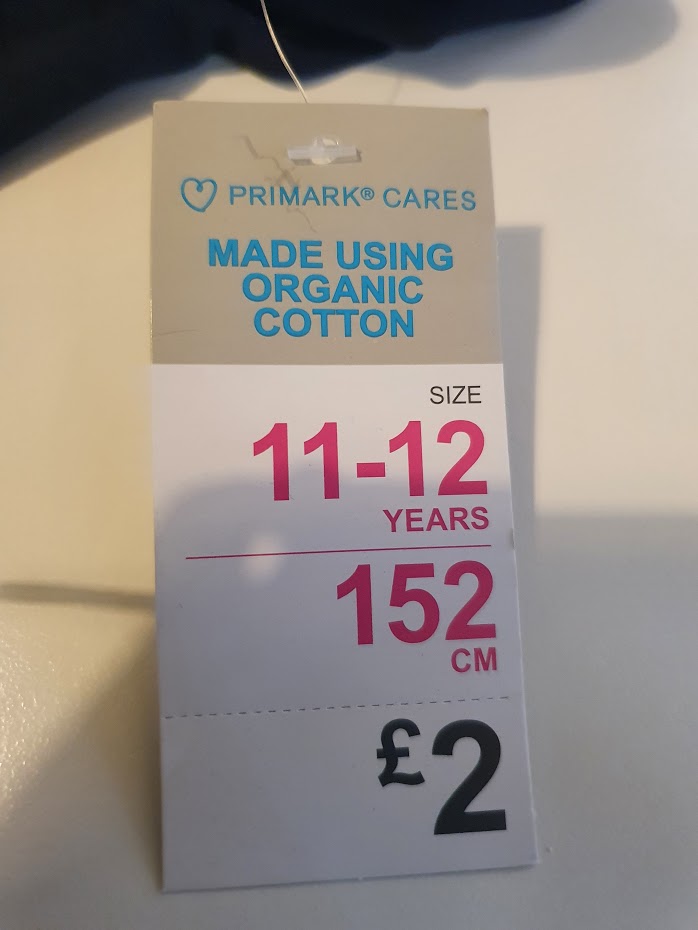 PRIMARK® CARES
MADE USING
ORGANIC
COTTON
SIZE
11-12
YEARS
152
CM
£2